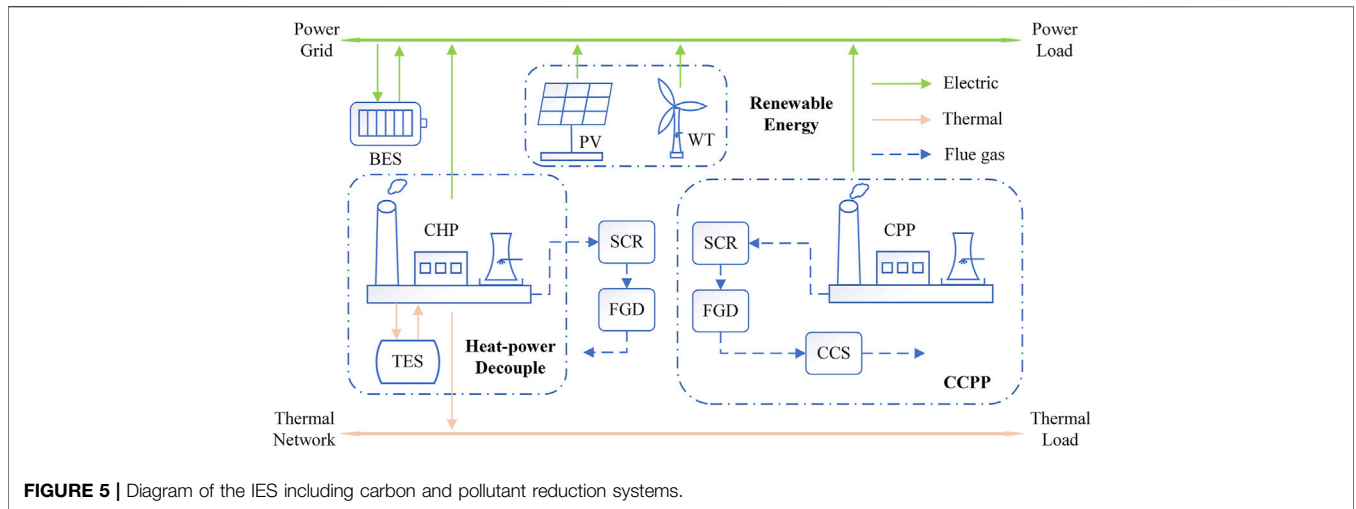 Power
Grid
Power
Load
BES
PV
WT
Renewable
Energy
Electric
Thermal
Flue gas
CHP
SCR
FGD
TES
Heat-power
Decouple
SCR
FGD
CPP
CCS
CCPP
Thermal
Network
Thermal
Load
FIGURE 5 | Diagram of the IES including carbon and pollutant reduction systems.